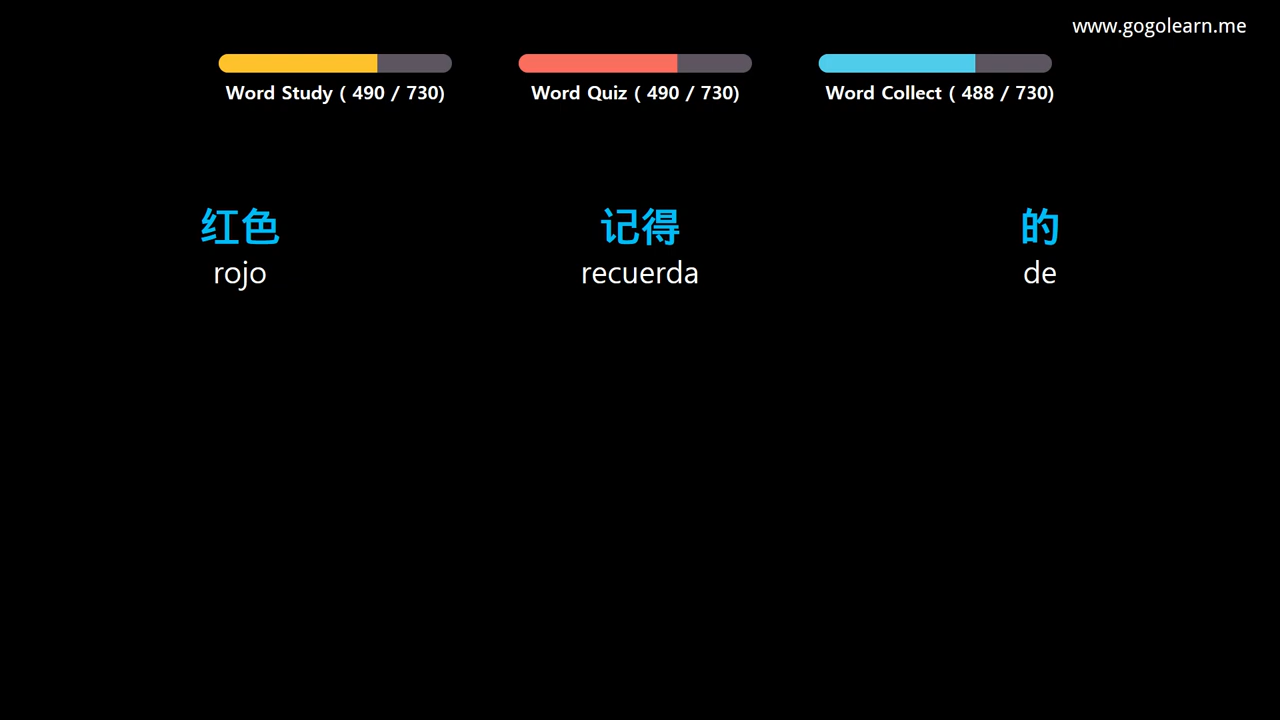 www.gogolearn.me
Word Study ( 490 / 730)
Word Quiz ( 490 / 730)
Word Collect ( 488 / 730)
红色
rojo
记得
recuerda
的
de